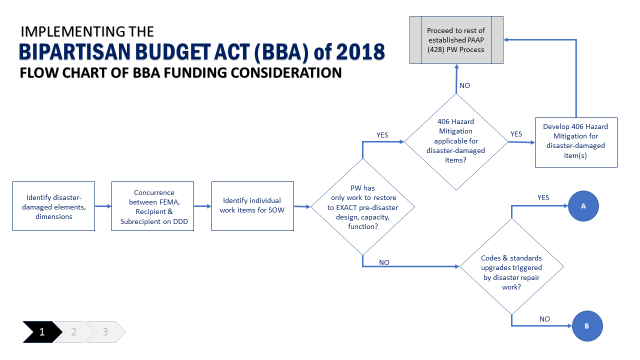 IMPLEMENTING THE
BIPARTISAN BUDGET ACT (BBA) of 2018
FLOW CHART OF BBA FUNDING CONSIDERATION
Proceed to rest of
established PAAP
(428) PW Process
NO
406 Hazard
Mitigation
applicable for
disaster-damaged
Items?
YES
YES
Develop 406 Hazard
Mitigation for
disaster-damaged
item(s)
Identify disaster-
damaged elements,
dimensions
Concurrence
between FEMA,
Recipient &
Subrecipient on DDD
Identify individual
work items for SOW
PW has
only work to restore
to EXACT pre-disaster
design, capacity,
function?
YES
A
NO
Codes & standards
upgrades triggered
by disaster repair
work?
NO
B
1
2
3